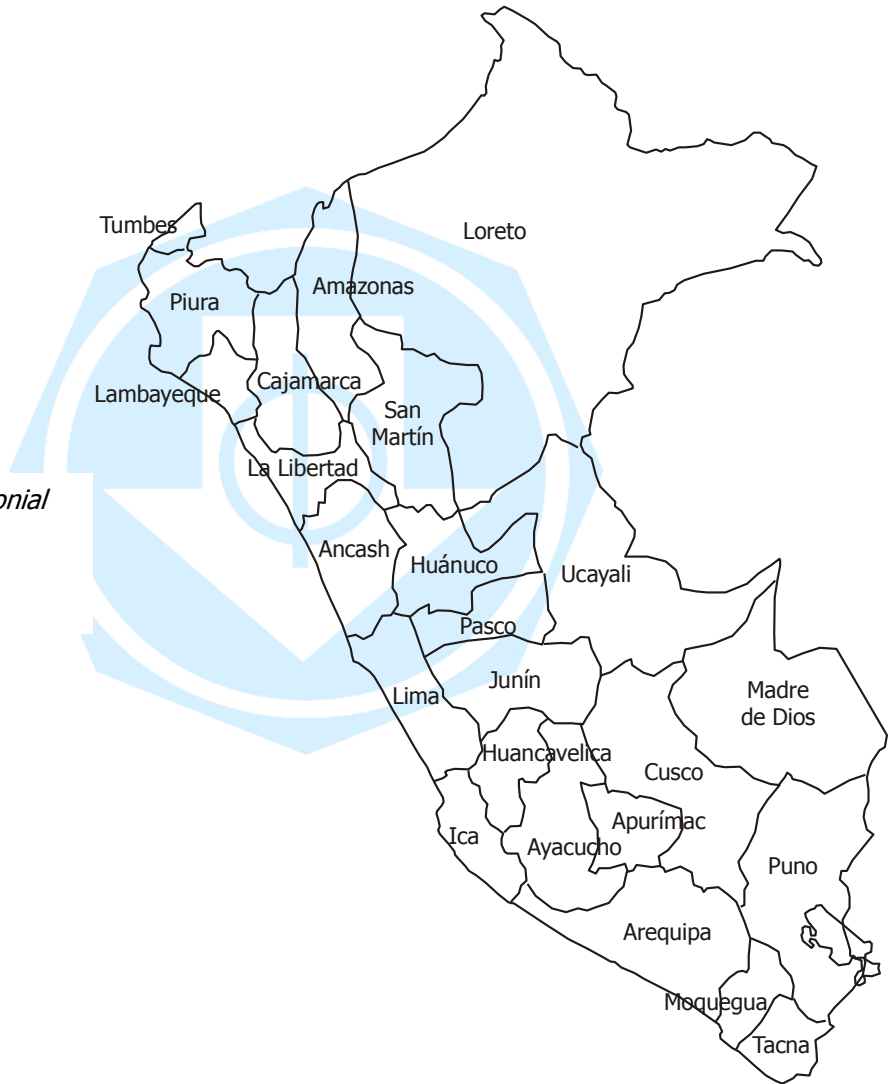 Tumbes
Loreto
Amazonas
Piura
Cajamarca
Lambayeque
San
Martín
La Libertad
onial
Ancash
Huánuco
Ucayali
Pasco
Junín
Lima
Madre
de Dios
Huancavelica
Cusco
Apurímac
Ica
Ayacucho
Puno
Arequipa
Moquegua
Tacna